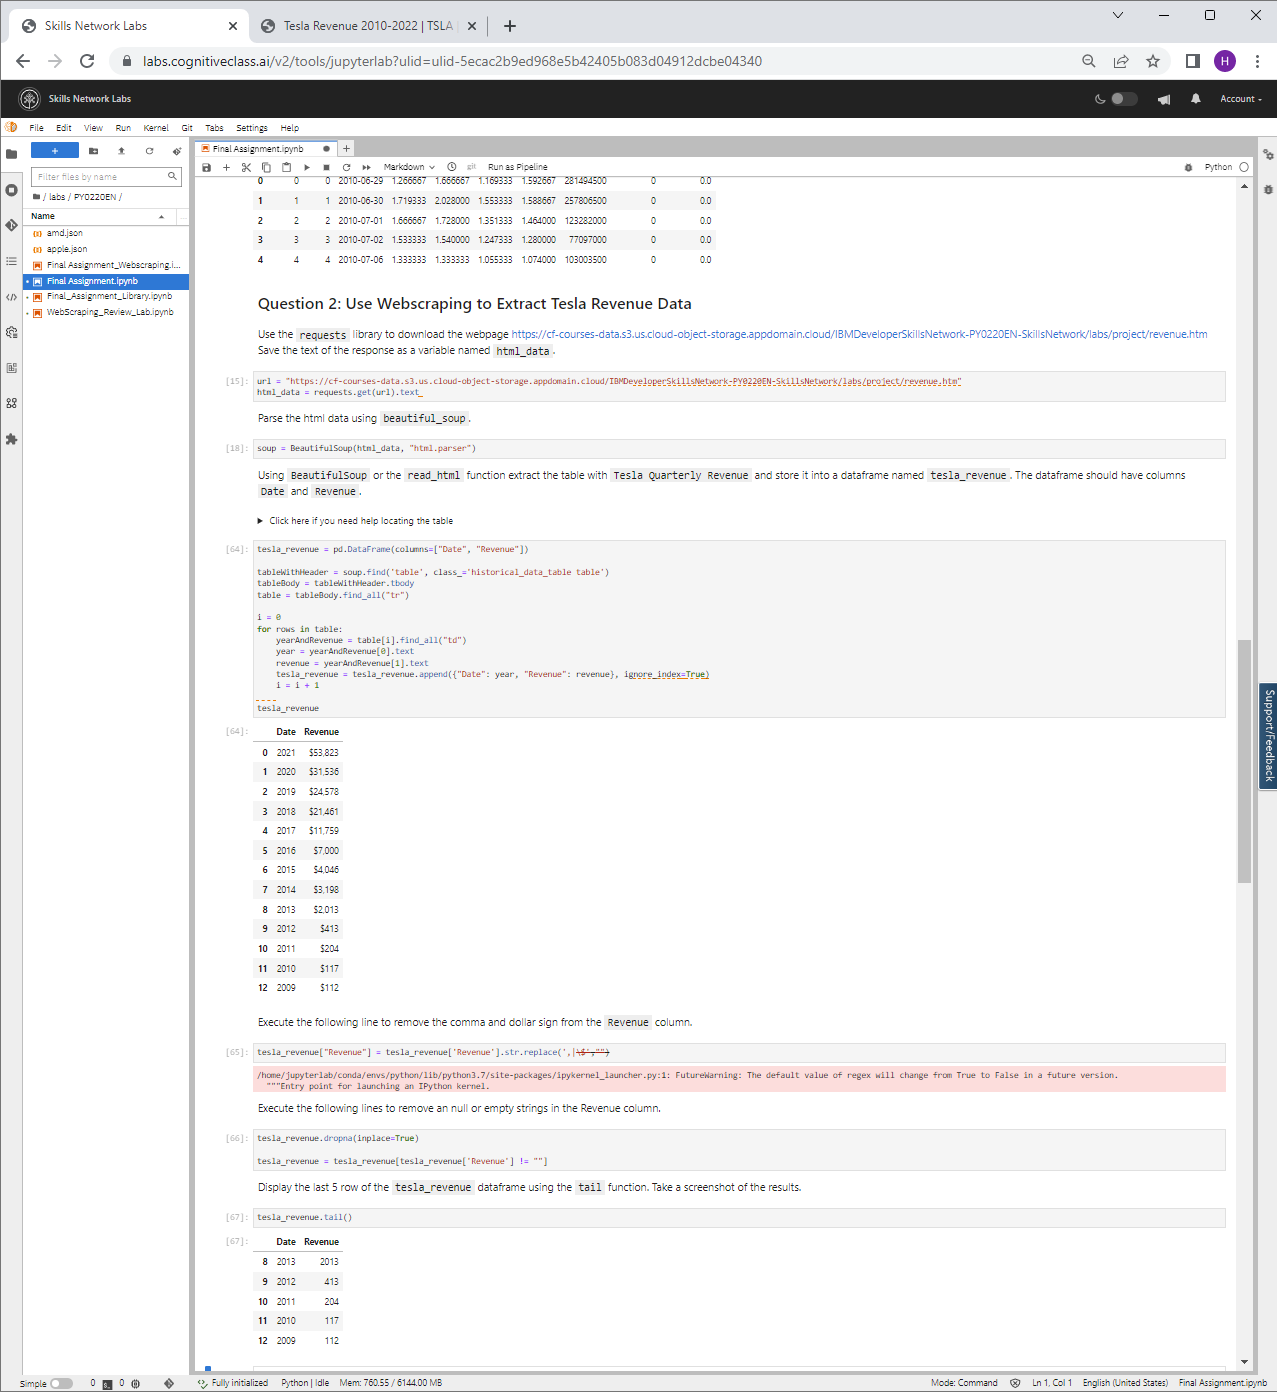 Skills Network Labs
Tesla Revenue 2010-2022 | TSLA
labs.cognitiveclass.ai/v2/tools/jupyterlab?ulid=ulid-5ecac2b9ed968e5b42405b083d04912dcbe04340
H
Skills Network Labs
Account
File Edit View Run Kernel Git Tabs Settings Help
Final Assignment.ipynb
Markdown
Run as Pipeline
Python
Filter files by name
/ labs / PY0220EN /
Name
amd.json
apple.json
Final Assignment_Webscraping.i...
Final Assignment.ipynb
Final_Assignment_Library.ipynb
WebScraping_Review_Lab.ipynb
0 0 0 2010-06-29 1.266667 1.666667 1.169333 1.592667 281494500 0 0.0
1 1 1 2010-06-30 1.719333 2.028000 1.553333 1.588667 257806500 0 0.0
2 2 2 2010-07-01 1.666667 1.728000 1.351333 1.464000 123282000 0 0.0
3 3 3 2010-07-02 1.533333 1.540000 1.247333 1.280000 77097000 0 0.0
4 4 4 2010-07-06 1.333333 1.333333 1.055333 1.074000 103003500 0 0.0
Question 2: Use Webscraping to Extract Tesla Revenue Data
Use the requests library to download the webpage https://cf-courses-data.s3.us.cloud-object-storage.appdomain.cloud/IBMDeveloperSkillsNetwork-PY0220EN-SkillsNetwork/labs/project/revenue.htm
Save the text of the response as a variable named html_data.
[15]: url = "https://cf-courses-data.s3.us.cloud-object-storage.appdomain.cloud/IBMDeveloperSkillsNetwork-PY0220EN-SkillsNetwork/labs/project/revenue.htm"
html_data = requests.get(url).text
Parse the html data using beautiful_soup.
[18]: soup = BeautifulSoup(html_data, "html.parser")
Using BeautifulSoup or the read_html function extract the table with Tesla Quarterly Revenue and store it into a dataframe named tesla_revenue. The dataframe should have columns
Date and Revenue.
Click here if you need help locating the table
[64]: tesla_revenue = pd.DataFrame(columns=["Date", "Revenue"])
tableWithHeader = soup.find('table', class_='historical_data_table table')
tableBody = tableWithHeader.tbody
table = tableBody.find_all("tr")
i = 0
for rows in table:
yearAndRevenue = table[i].find_all("td")
year = yearAndRevenue[0].text
revenue = yearAndRevenue[1].text
tesla_revenue = tesla_revenue.append({"Date": year, "Revenue": revenue}, ignore_index=True)
i = i + 1
tesla_revenue
[64]: Date Revenue
0 2021 $53,823
1 2020 $31,536
2 2019 $24,578
3 2018 $21,461
4 2017 $11,759
5 2016 $7,000
6 2015 $4,046
7 2014 $3,198
8 2013 $2,013
9 2012 $413
10 2011 $204
11 2010 $117
12 2009 $112
Execute the following line to remove the comma and dollar sign from the Revenue column.
[65]: tesla_revenue["Revenue"] = tesla_revenue['Revenue'].str.replace(',|\$',"")
/home/jupyterlab/conda/envs/python/lib/python3.7/site-packages/ipykernel_launcher.py:1: FutureWarning: The default value of regex will change from True to False in a future version.
"""Entry point for launching an IPython kernel.
Execute the following lines to remove an null or empty strings in the Revenue column.
[66]: tesla_revenue.dropna(inplace=True)
tesla_revenue = tesla_revenue[tesla_revenue['Revenue'] != ""]
Display the last 5 row of the tesla_revenue dataframe using the tail function. Take a screenshot of the results.
[67]: tesla_revenue.tail()
[67]: Date Revenue
8 2013 2013
9 2012 413
10 2011 204
11 2010 117
12 2009 112
Support/Feedback
Simple 0 0 Fully initialized Python | Idle Mem: 760.55 / 6144.00 MB Mode: Command Ln 1, Col 1 English (United States) Final Assignment.ipynb